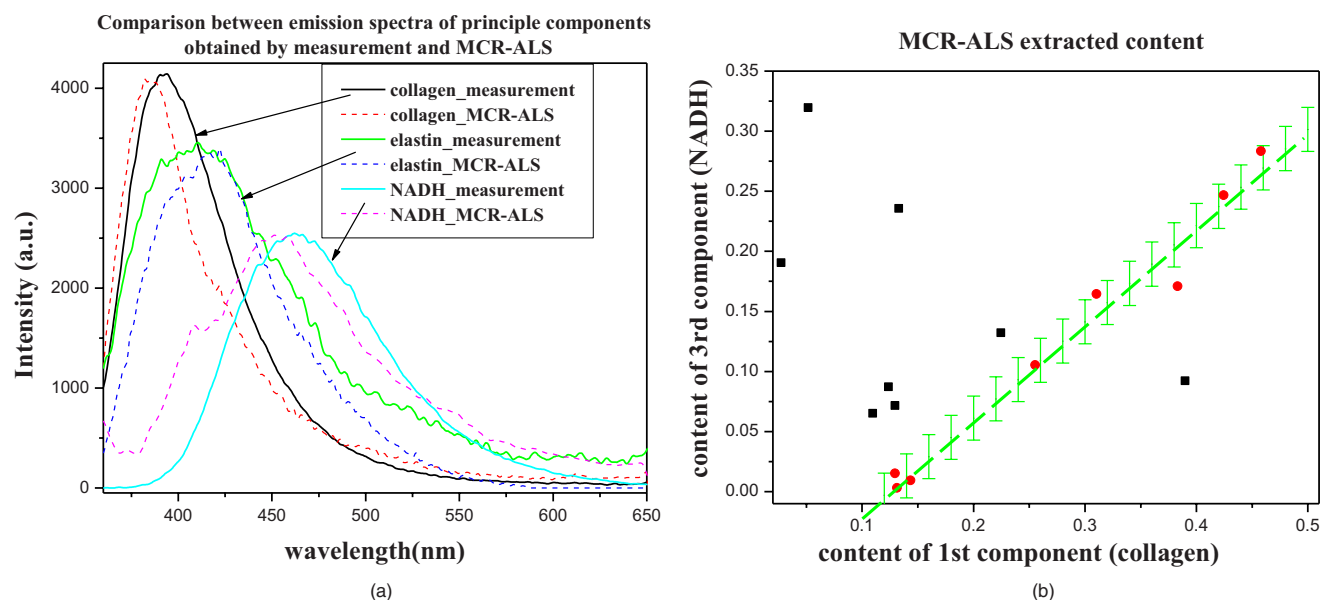 Comparison between emission spectra of principle components
obtained by measurement and MCR-ALS
4000
3000
2000
1000
0
Intensity (a.u.)
collagen_measurement
collagen_MCR-ALS
elastin_measurement
elastin_MCR-ALS
NADH_measurement
NADH_MCR-ALS
400 450 500 550 600 650
wavelength(nm)
(a)
MCR-ALS extracted content
0.35
0.30
0.25
0.20
0.15
0.10
0.05
0.00
content of 3rd component (NADH)
0.1 0.2 0.3 0.4 0.5
content of 1st component (collagen)
(b)